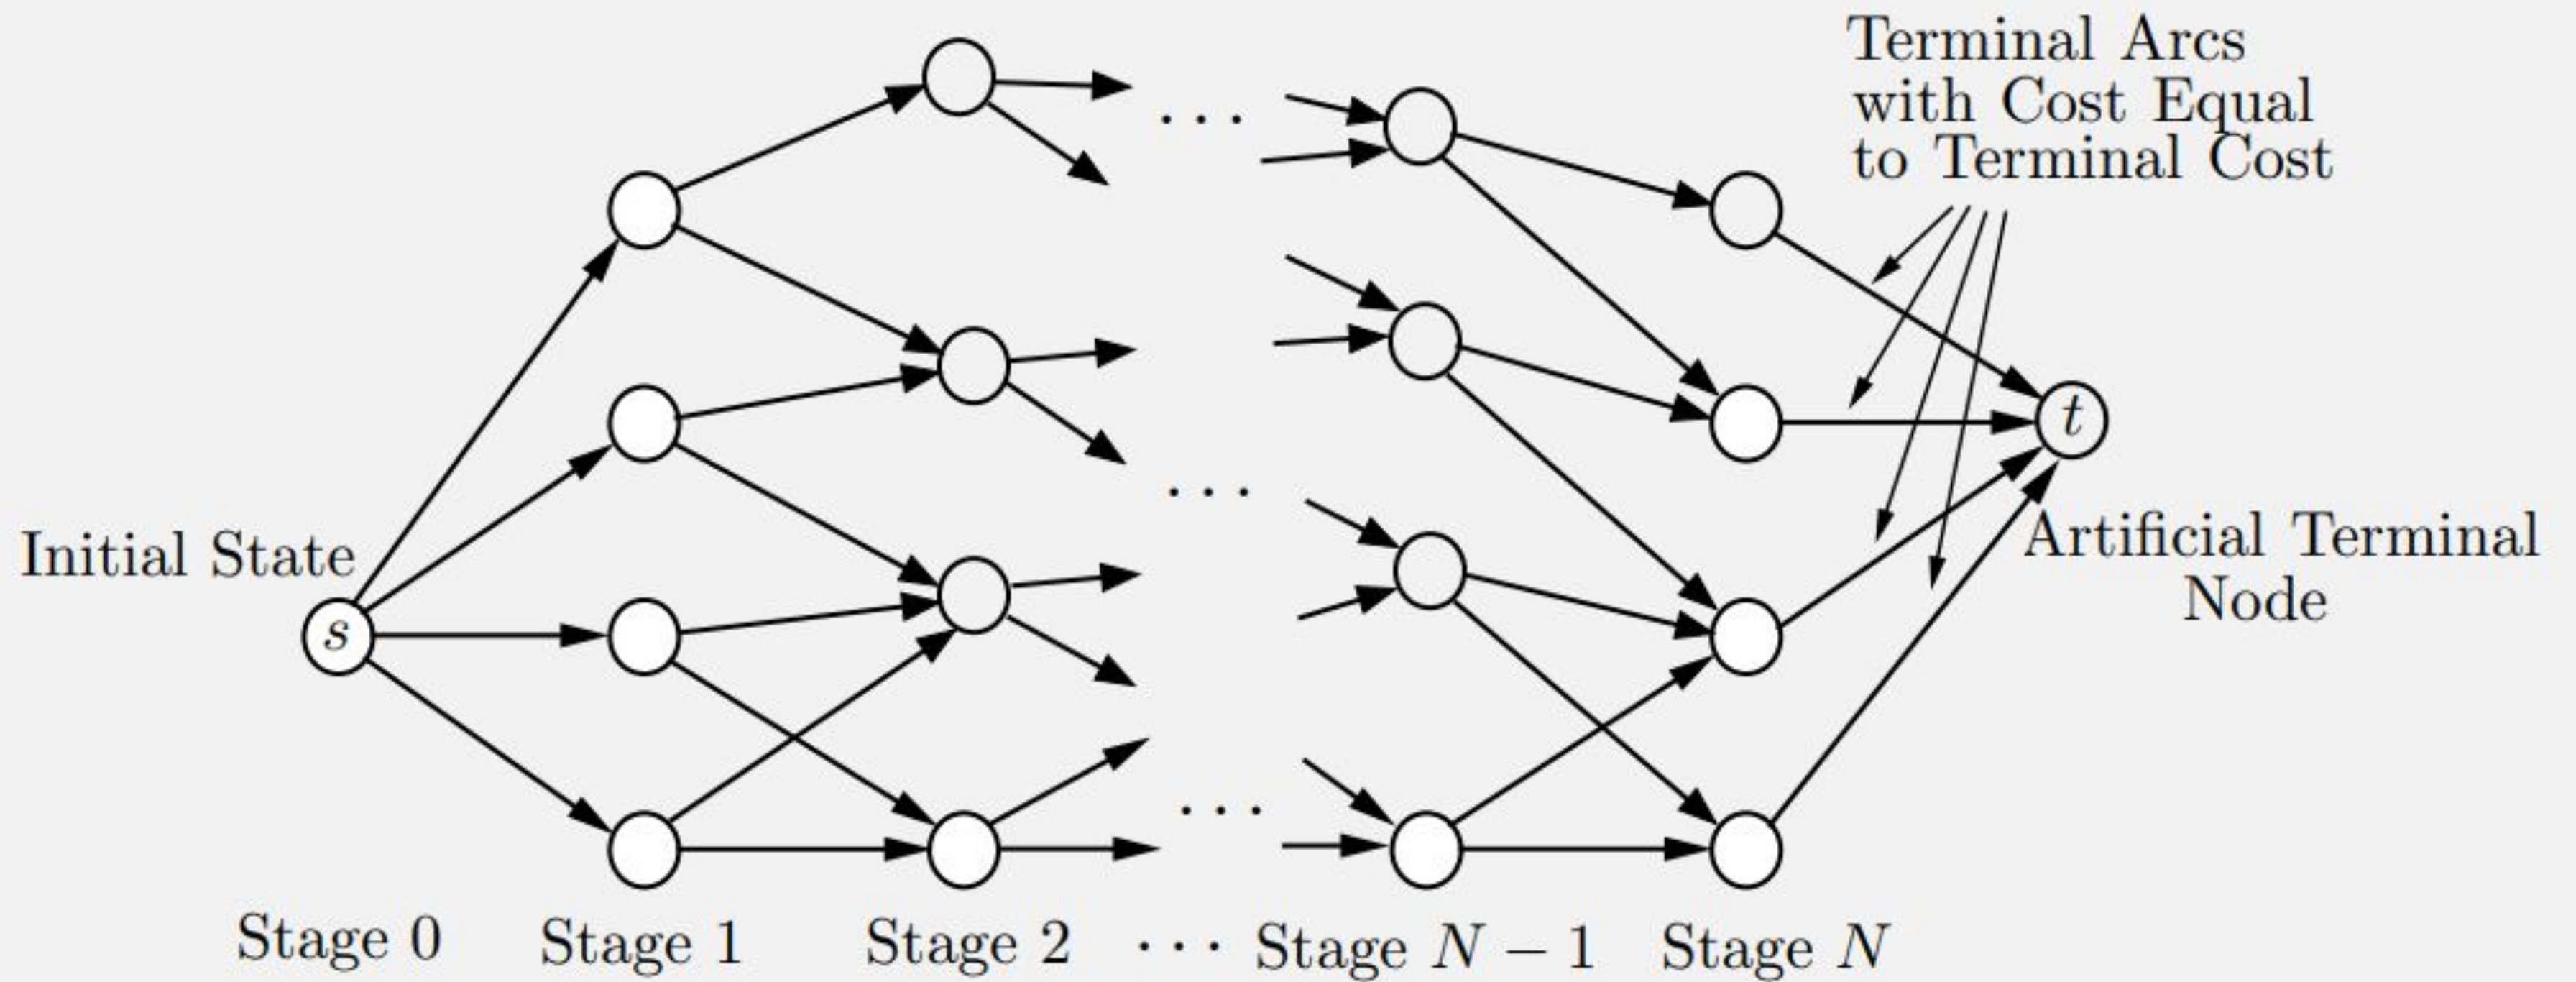 Terminal Arcs
with Cost Equal
to Terminal Cost
t
Initial State
Artificial Terminal
Node
s
. . .
. . .
. . .
Stage 0 Stage 1 Stage 2 · · · Stage N − 1 Stage N